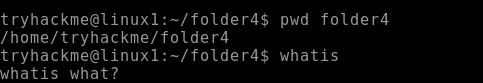 tryhackme@linux1:~/folder4$ pwd folder4
/home/tryhackme/folder4
tryhackme@linux1:~/folder4$ whatis
whatis what?